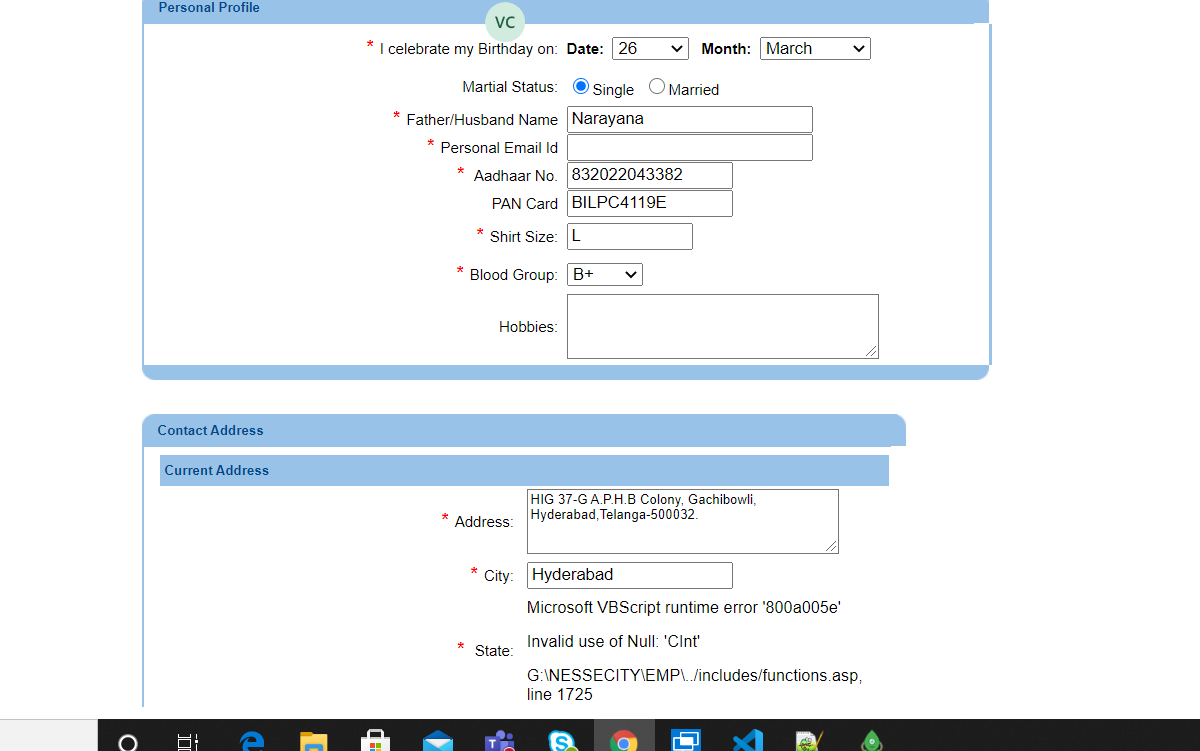 Personal Profile
VC
* I celebrate my Birthday on: Date: 26 Month: March
Martial Status: Single Married
* Father/Husband Name Narayana
* Personal Email Id
* Aadhaar No. 832022043382
PAN Card BILPC4119E
* Shirt Size: L
* Blood Group: B+
Hobbies:
Contact Address
Current Address
* Address: HIG 37-G A.P.H.B Colony, Gachibowli,
Hyderabad,Telanga-500032.
* City: Hyderabad
Microsoft VBScript runtime error '800a005e'
* State: Invalid use of Null: 'CInt'
G:\NESSECITY\EMP\../includes/functions.asp,
line 1725